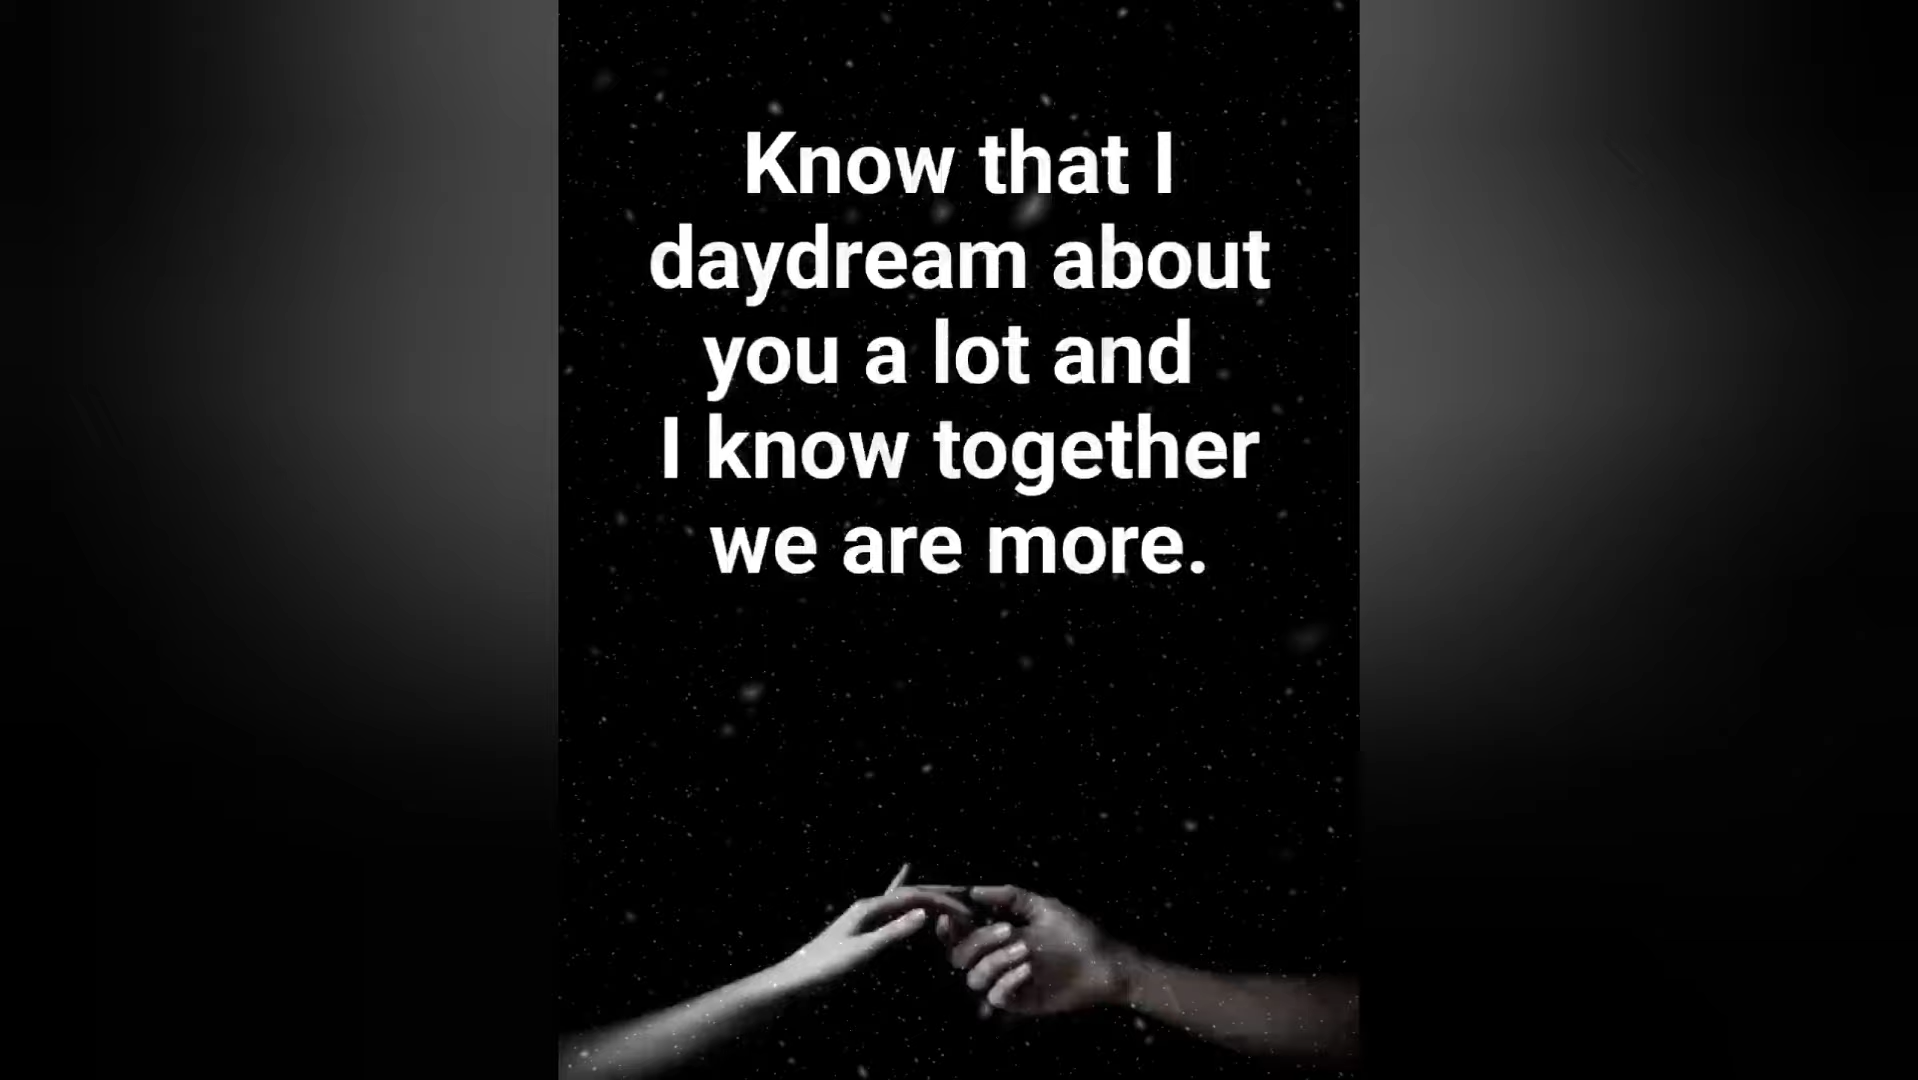 Know that I
daydream about
you a lot and
I know together
we are more.